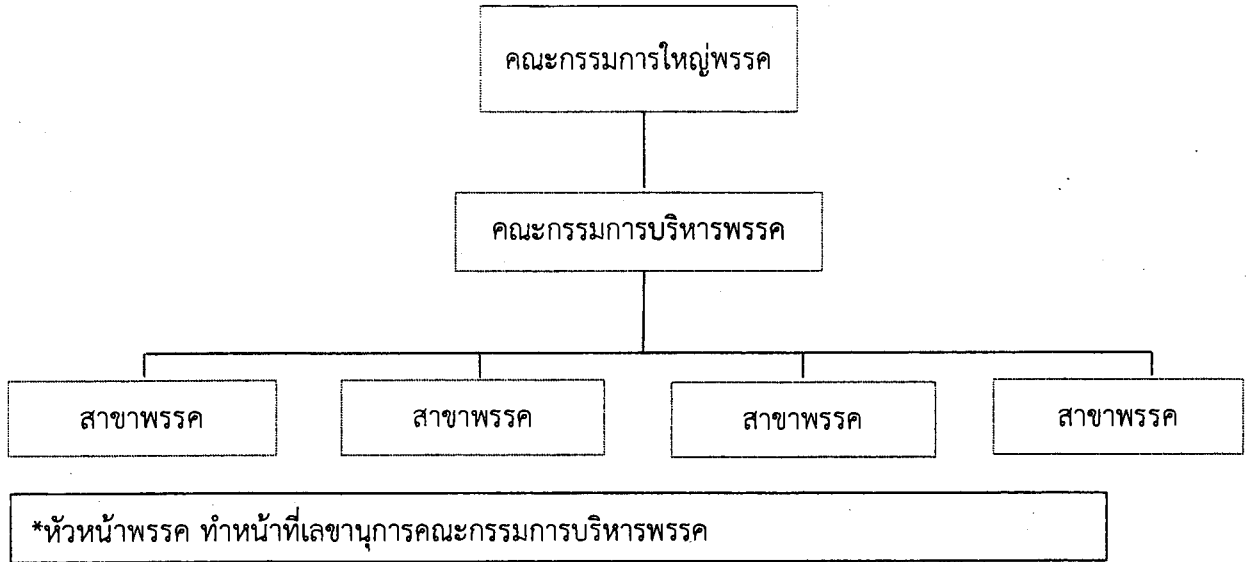 คณะกรรมการใหญ่พรรค
คณะกรรมการบริหารพรรค
สาขาพรรค
สาขาพรรค
สาขาพรรค
สาขาพรรค
*หัวหน้าพรรค ทำหน้าที่เลขานุการคณะกรรมการบริหารพรรค